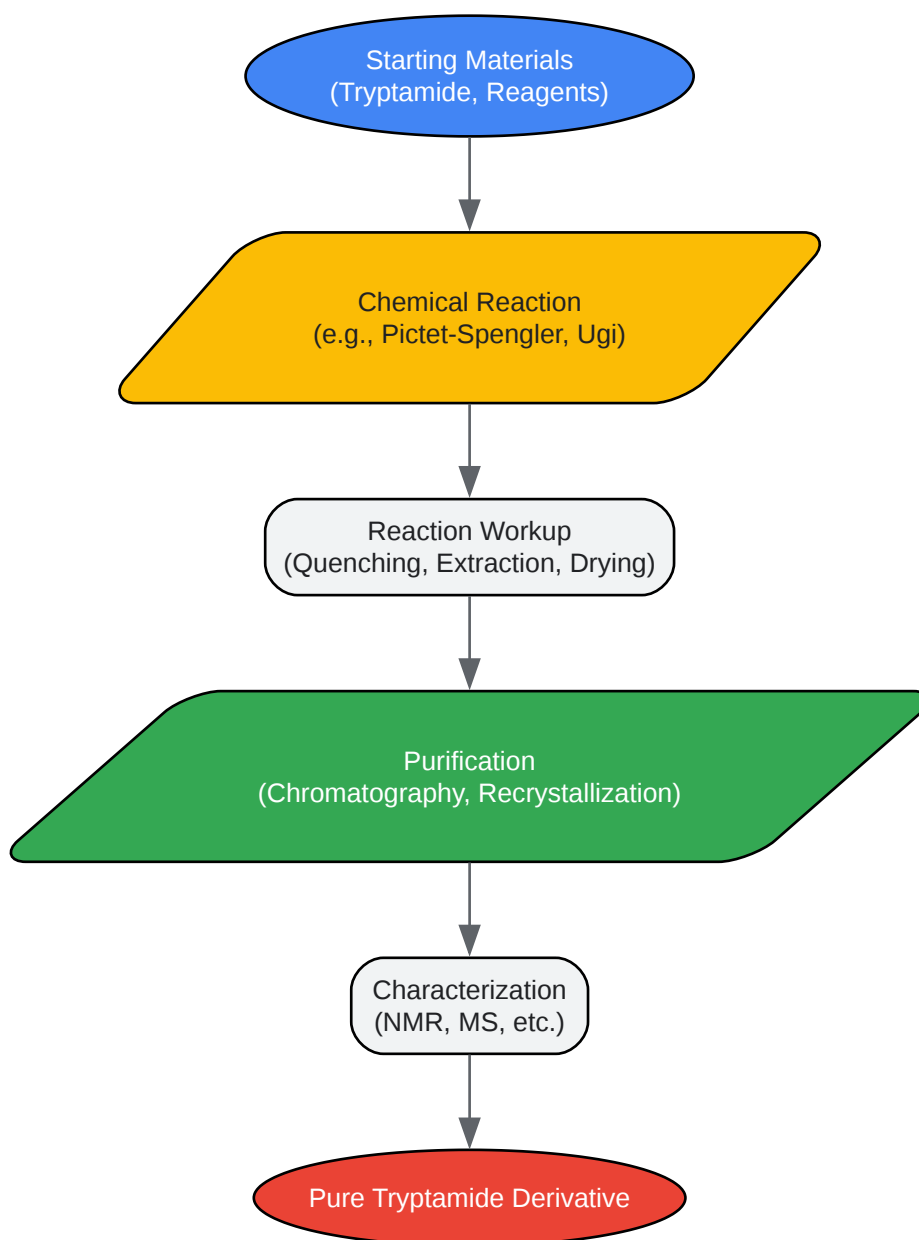 Starting Materials
(Tryptamide, Reagents)
Chemical Reaction
(e.g., Pictet-Spengler, Ugi)
Reaction Workup
(Quenching, Extraction, Drying)
Purification
(Chromatography, Recrystallization)
Characterization
(NMR, MS, etc.)
Pure Tryptamide Derivative